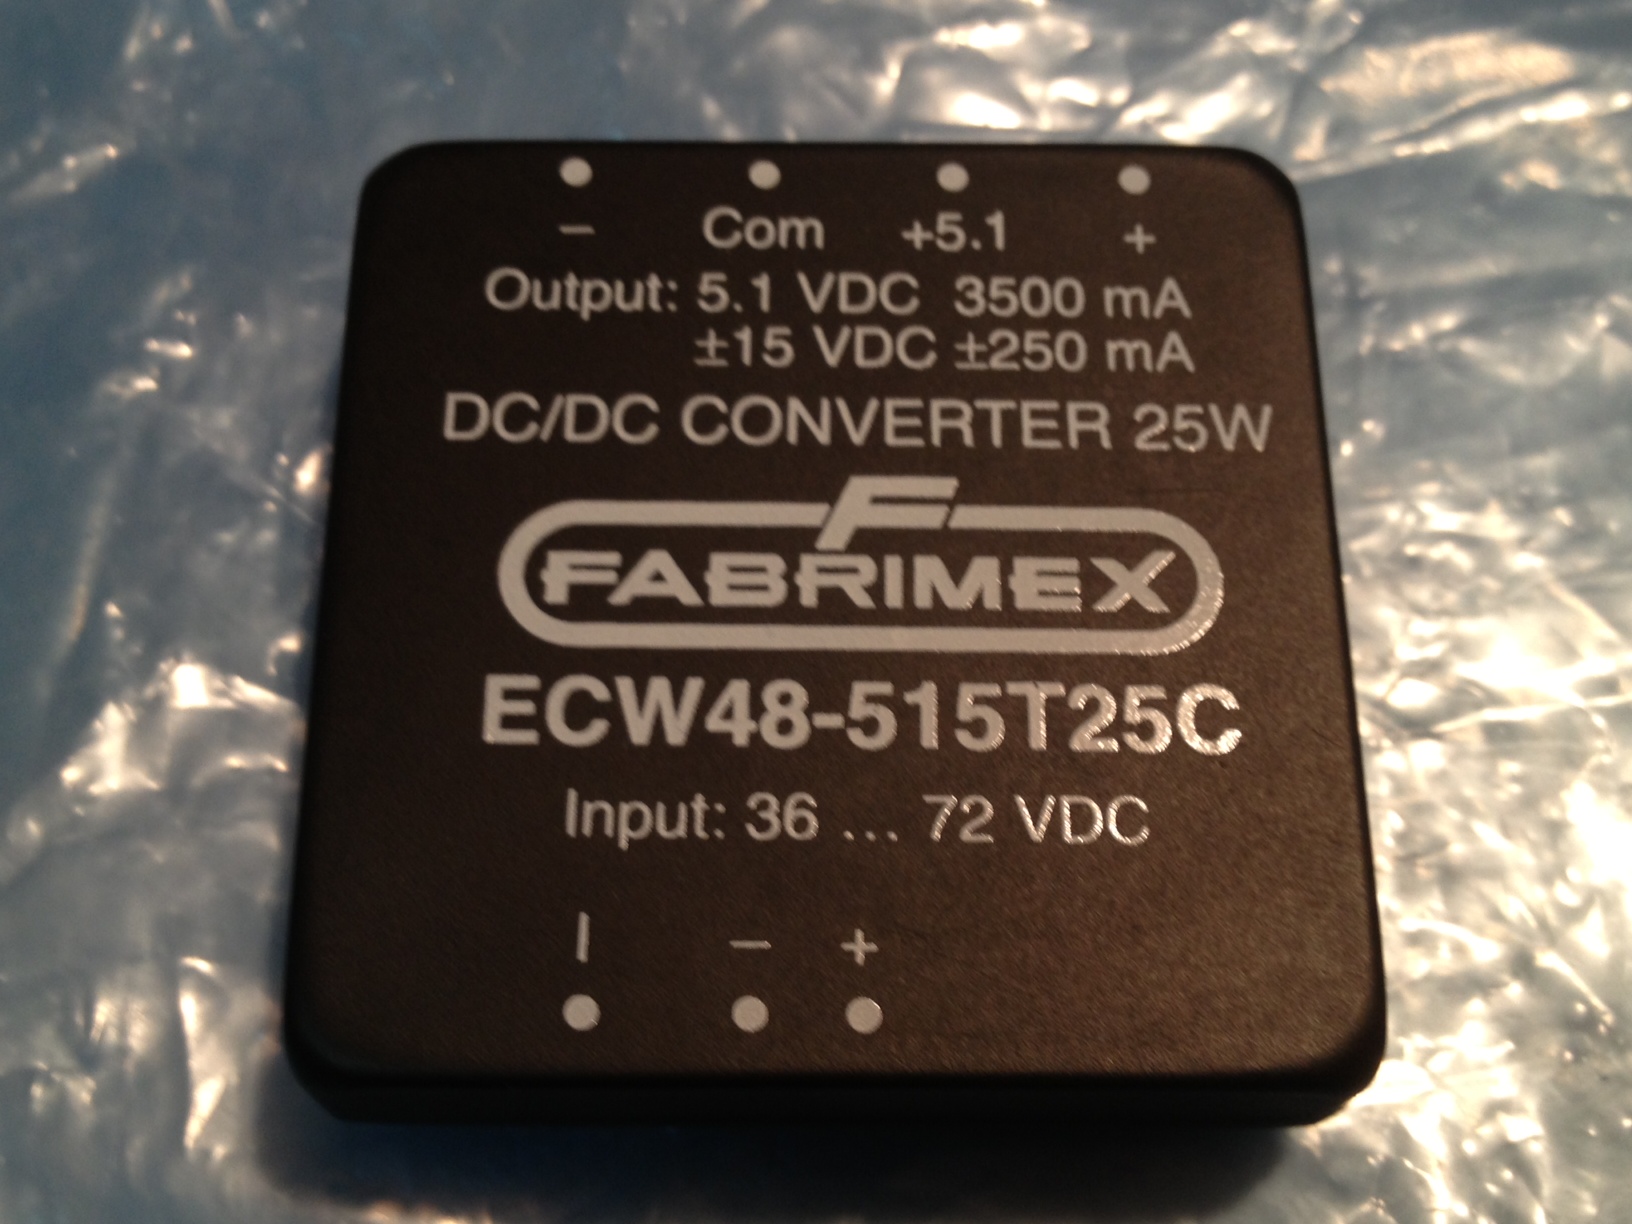 − Com +5.1 +
Output: 5.1 VDC 3500 mA
±15 VDC ±250 mA
DC/DC CONVERTER 25W
F
FABRIMEX
ECW48-515T25C
Input: 36 ... 72 VDC
I − +